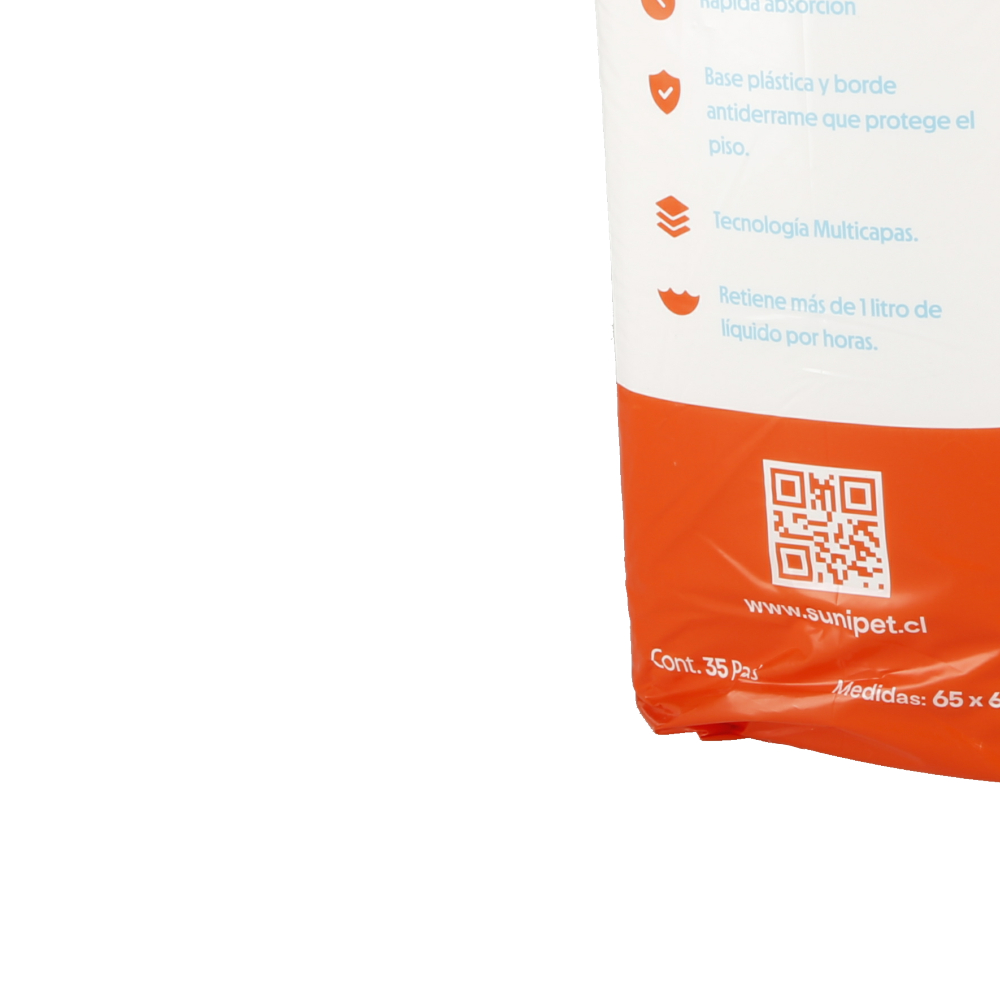 Rápida absorción
Base plástica y borde
antiderrame que protege el
piso.
Tecnología Multicapas.
Retiene más de 1 litro de
líquido por horas.
www.sunipet.cl
Cont. 35
Medidas: 65 x